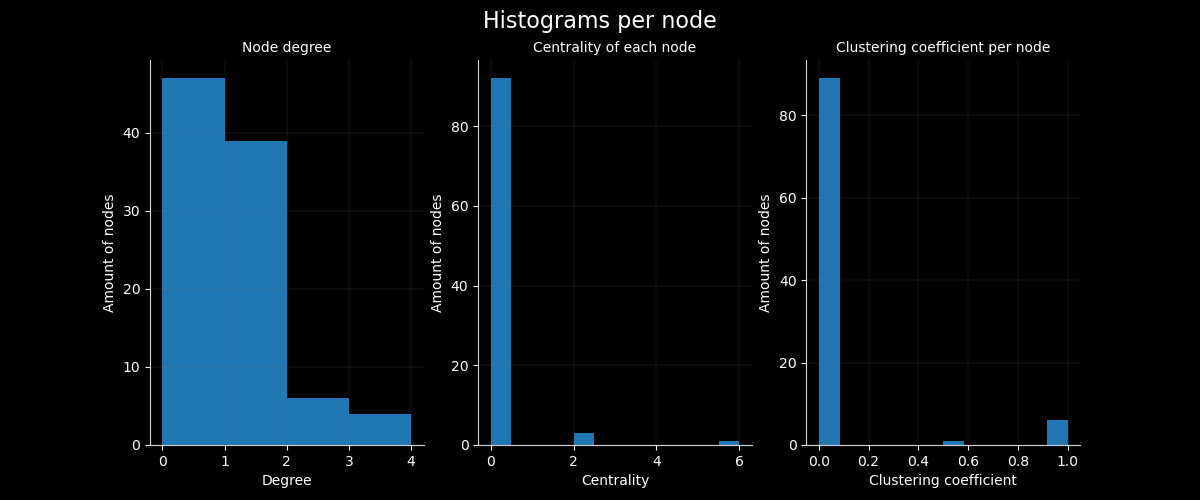 Histograms per node
Node degree
Centrality of each node
Clustering coefficient per node
Amount of nodes
40
30
20
10
0
0 1 2 3 4
Degree
Amount of nodes
80
60
40
20
0
0 2 4 6
Centrality
Amount of nodes
80
60
40
20
0
0.0 0.2 0.4 0.6 0.8 1.0
Clustering coefficient